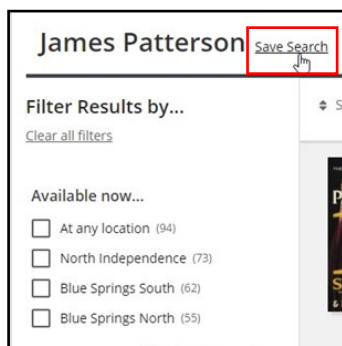 James Patterson Save Search
Filter Results by...
Clear all filters
Available now...
At any location (94)
North Independence (73)
Blue Springs South (62)
Blue Springs North (55)